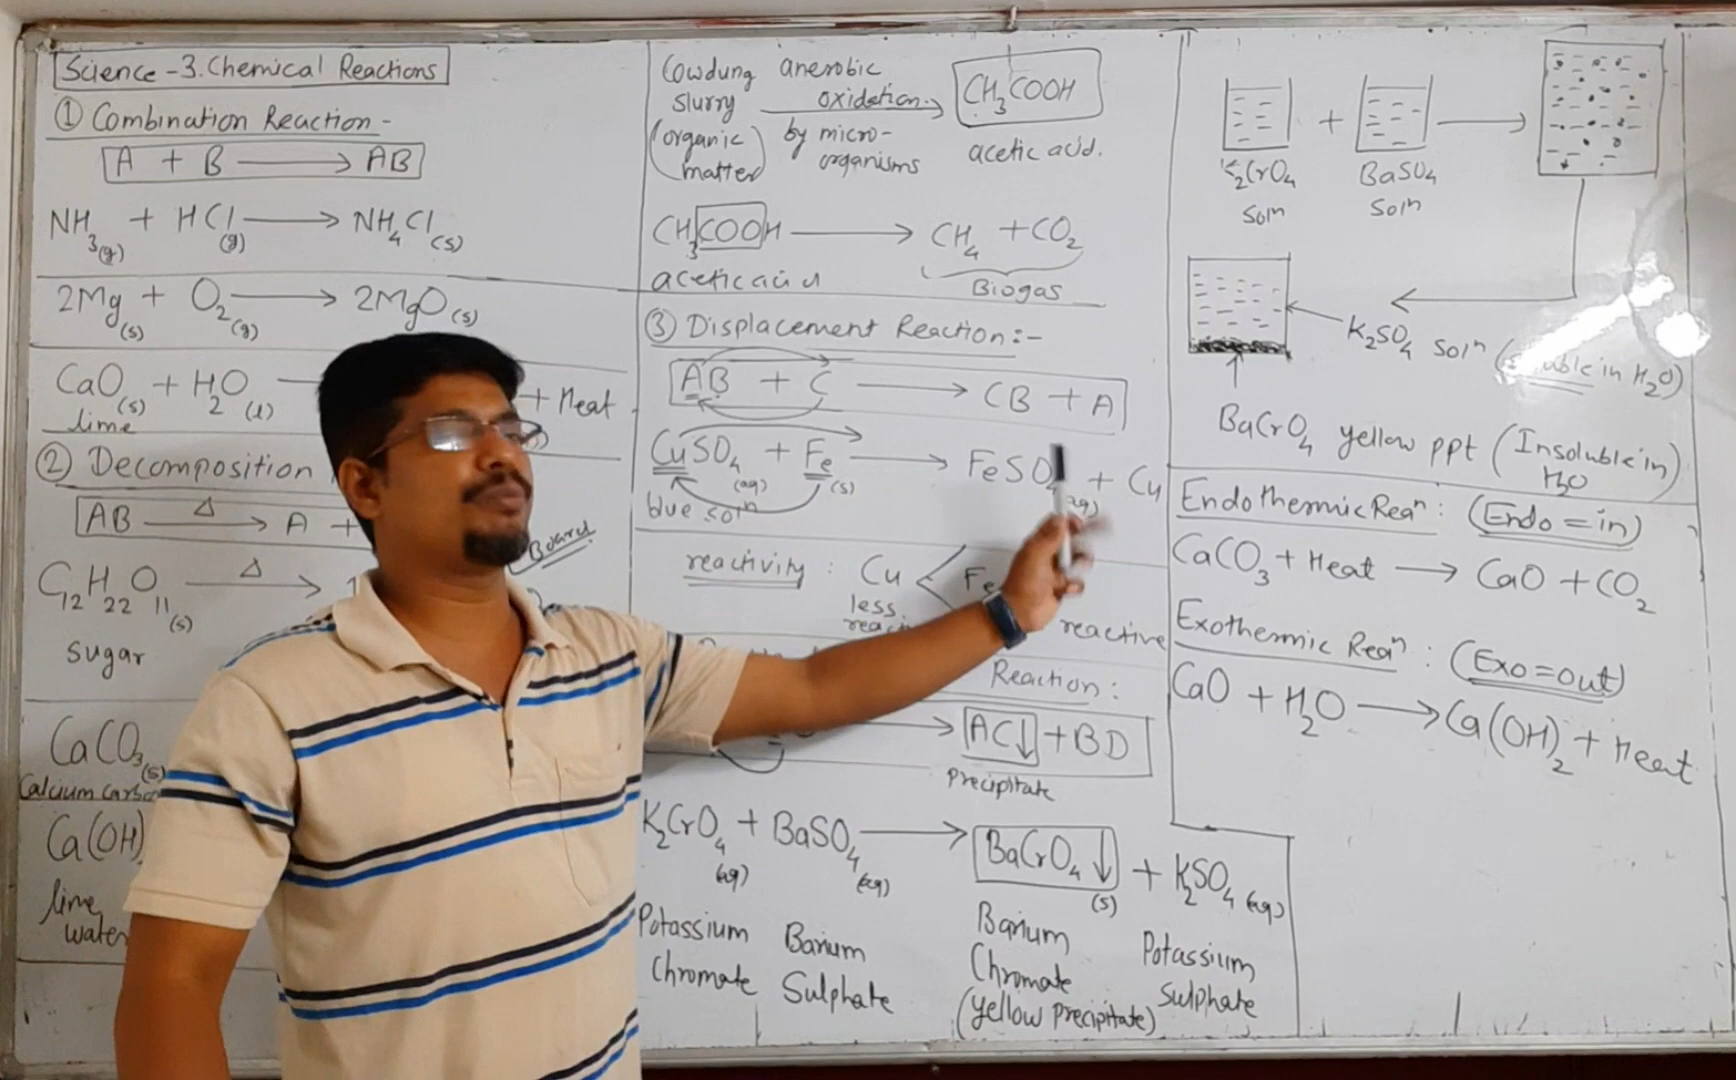 Science - 3. Chemical Reactions
① Combination Reaction -
A + B ⟶ AB
NH3(g) + HCl(g) ⟶ NH4Cl(s)
2Mg(s) + O2(g) ⟶ 2MgO(s)
CaO(s) + H2O(l) + Heat
lime
② Decomposition
AB —Δ→ A +
C12H22O11(s) —Δ→
Board
sugar
CaCO3(s)
Calcium Carbo
Ca(OH)
lime
water
Cowdung anerobic
slurry oxidation ⟶ CH3COOH
(organic by micro- acetic acid.
matter) organisms
CH3COOH ⟶ CH4 + CO2
acetic acid Biogas
③ Displacement Reaction :-
AB + C ⟶ CB + A
CuSO4(aq) + Fe(s) ⟶ FeSO4(aq) + Cu
blue soln
reactivity : Cu < Fe
less reactive
Reaction :
⟶ AC↓ + BD
Precipitate
K2CrO4(aq) + BaSO4(aq) ⟶ BaCrO4↓(s) + K2SO4(aq)
Potassium Barium Barium Potassium
Chromate Sulphate Chromate Sulphate
(yellow precipitate)
+ ⟶
K2CrO4 BaSO4
Soln Soln
K2SO4 Soln (soluble in H2O)
BaCrO4 yellow ppt (Insoluble in H2O)
Endothermic Rean : (Endo = in)
CaCO3 + Heat ⟶ CaO + CO2
Exothermic Rean : (Exo = out)
CaO + H2O ⟶ Ca(OH)2 + Heat